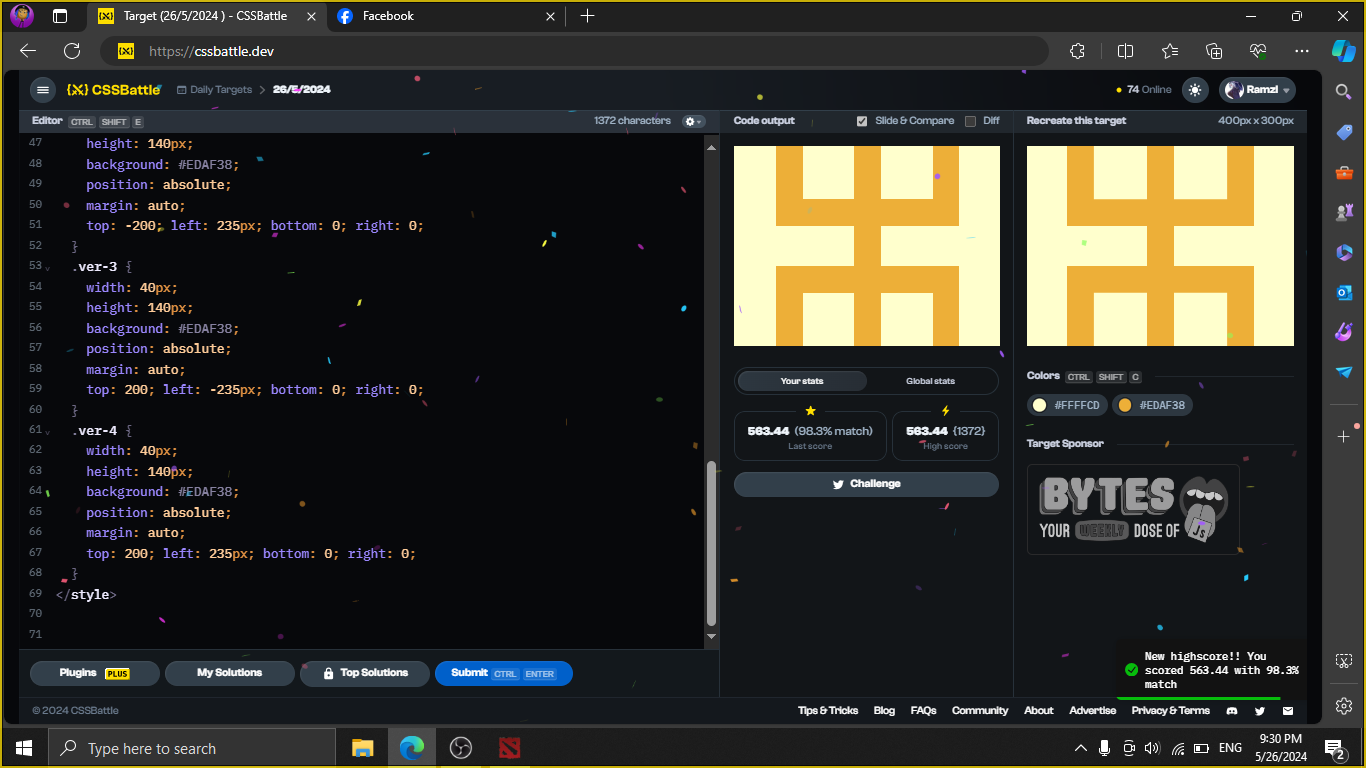 Target (26/5/2024 ) - CSSBattle
Facebook
https://cssbattle.dev
{X} CSSBattle
Daily Targets > 26/5/2024
74 Online
Ramzi
Editor CTRL SHIFT E
1372 characters
Code output
Slide & Compare
Diff
Recreate this target
400px x 300px
47 height: 140px;
48 background: #EDAF38;
49 position: absolute;
50 margin: auto;
51 top: -200; left: 235px; bottom: 0; right: 0;
52 }
53 .ver-3 {
54 width: 40px;
55 height: 140px;
56 background: #EDAF38;
57 position: absolute;
58 margin: auto;
59 top: 200; left: -235px; bottom: 0; right: 0;
60 }
61 .ver-4 {
62 width: 40px;
63 height: 140px;
64 background: #EDAF38;
65 position: absolute;
66 margin: auto;
67 top: 200; left: 235px; bottom: 0; right: 0;
68 }
69 </style>
70
71
Your stats
Global stats
563.44 (98.3% match)
Last score
563.44 {1372}
High score
Challenge
Colors CTRL SHIFT C
#FFFFCD
#EDAF38
Target Sponsor
BYTES
YOUR WEEKLY DOSE OF JS
New highscore!! You
scored 563.44 with 98.3%
match
Plugins PLUS
My Solutions
Top Solutions
Submit CTRL ENTER
© 2024 CSSBattle
Tips & Tricks
Blog
FAQs
Community
About
Advertise
Privacy & Terms
Type here to search
ENG
9:30 PM
5/26/2024
2